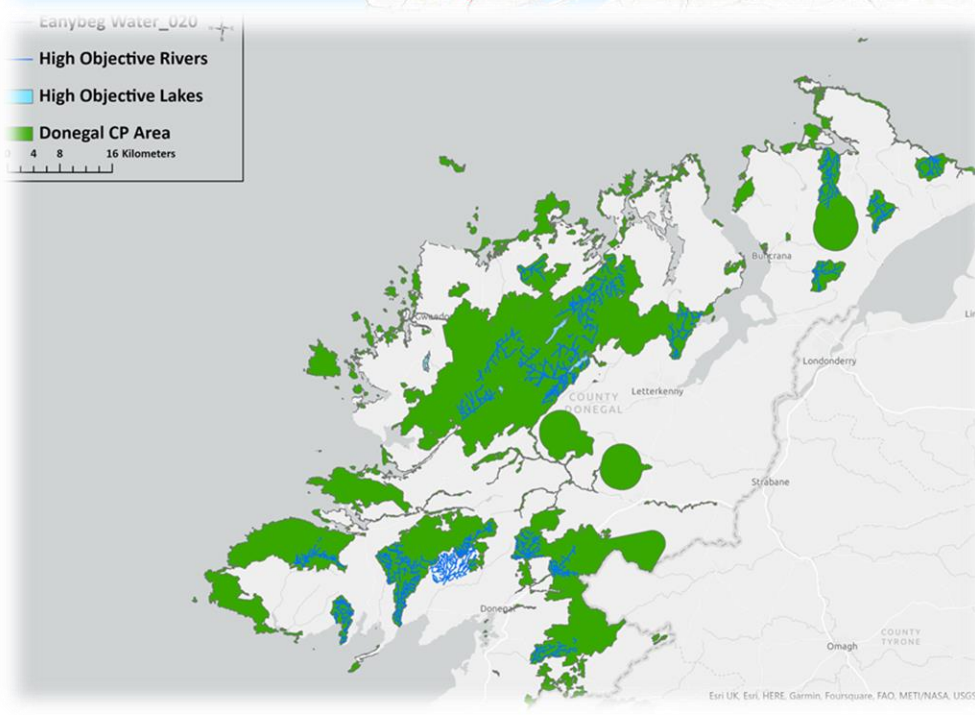 Eanybeg Water_020
High Objective Rivers
High Objective Lakes
Donegal CP Area
0 4 8 16 Kilometers
Buncrana
Londonderry
Letterkenny
COUNTY
DONEGAL
Strabane
Donegal
Omagh
COUNTY
TYRONE
Esri UK, Esri, HERE, Garmin, Foursquare, FAO, METI/NASA, USGS